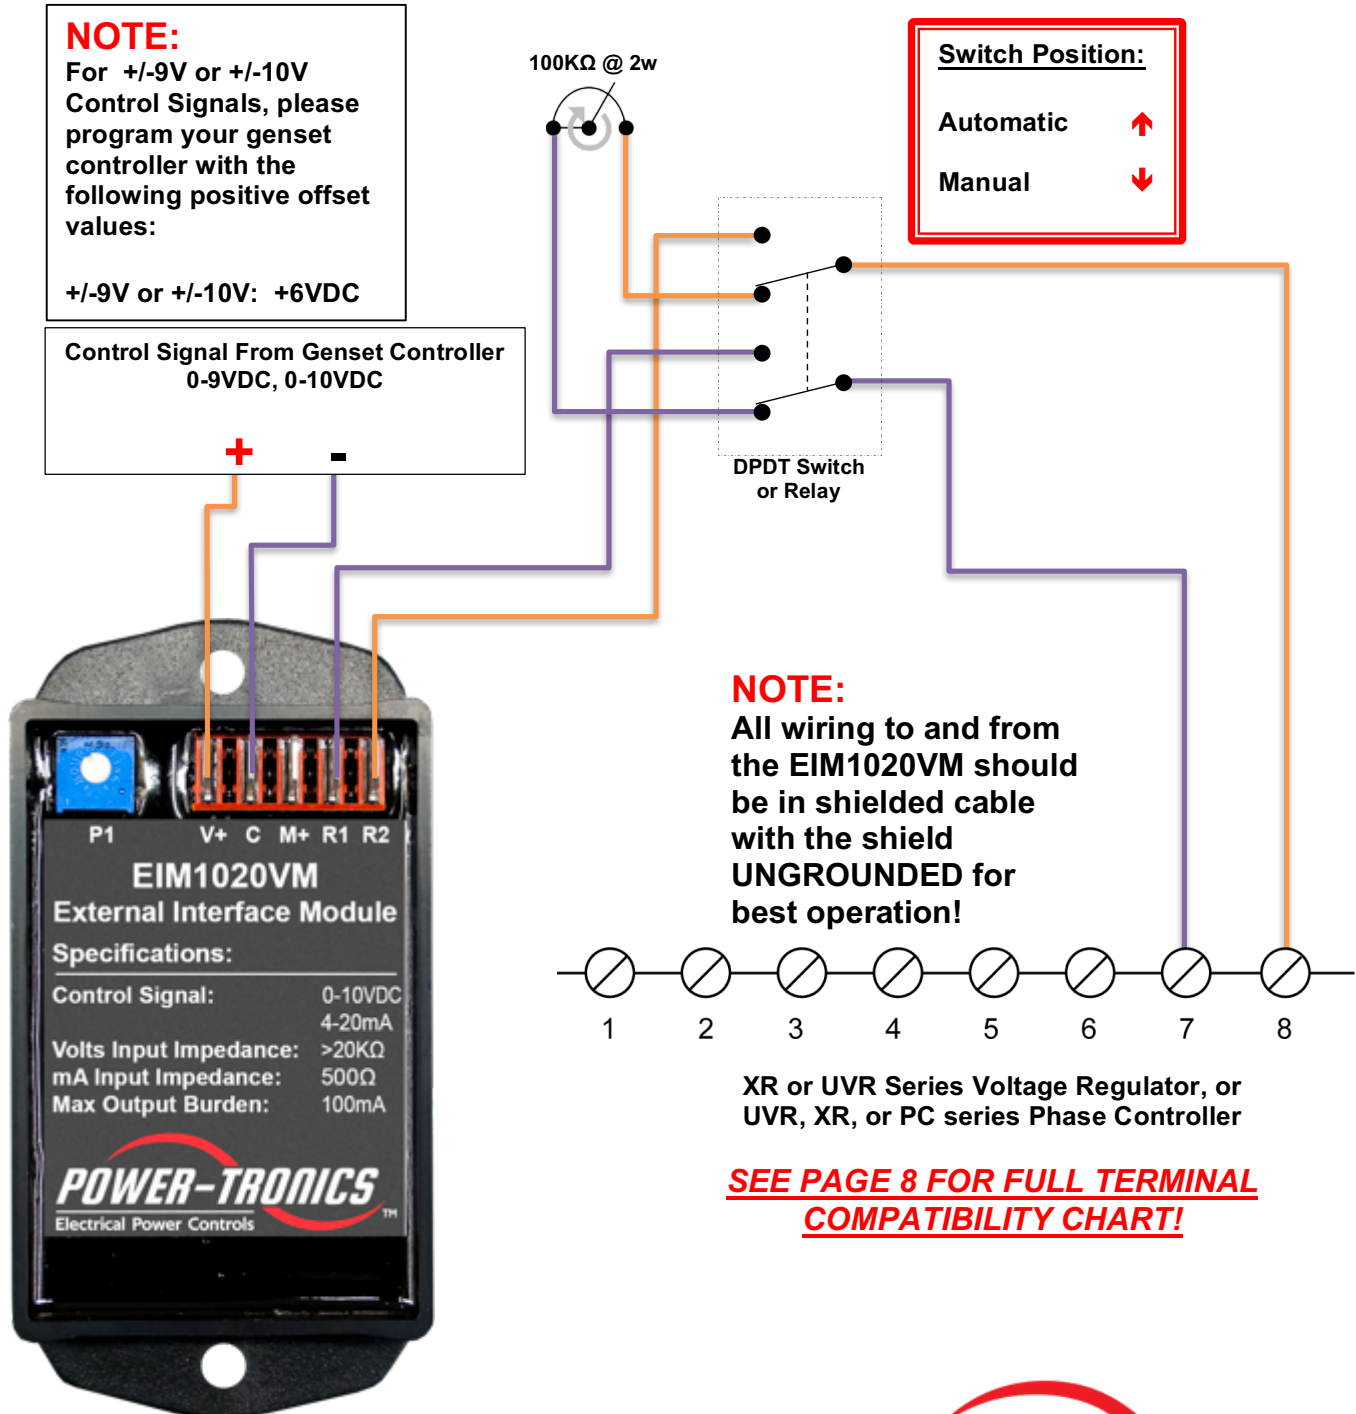 NOTE:
For +/-9V or +/-10V
Control Signals, please
program your genset
controller with the
following positive offset
values:
+/-9V or +/-10V: +6VDC
100KΩ @ 2w
Switch Position:
Automatic
Manual
Control Signal From Genset Controller
0-9VDC, 0-10VDC
+ -
DPDT Switch
or Relay
NOTE:
All wiring to and from
the EIM1020VM should
be in shielded cable
with the shield
UNGROUNDED for
best operation!
P1 V+ C M+ R1 R2
EIM1020VM
External Interface Module
Specifications:
Control Signal: 0-10VDC
4-20mA
Volts Input Impedance: >20KΩ
mA Input Impedance: 500Ω
Max Output Burden: 100mA
POWER-TRONICS
Electrical Power Controls TM
1 2 3 4 5 6 7 8
XR or UVR Series Voltage Regulator, or
UVR, XR, or PC series Phase Controller
SEE PAGE 8 FOR FULL TERMINAL
COMPATIBILITY CHART!